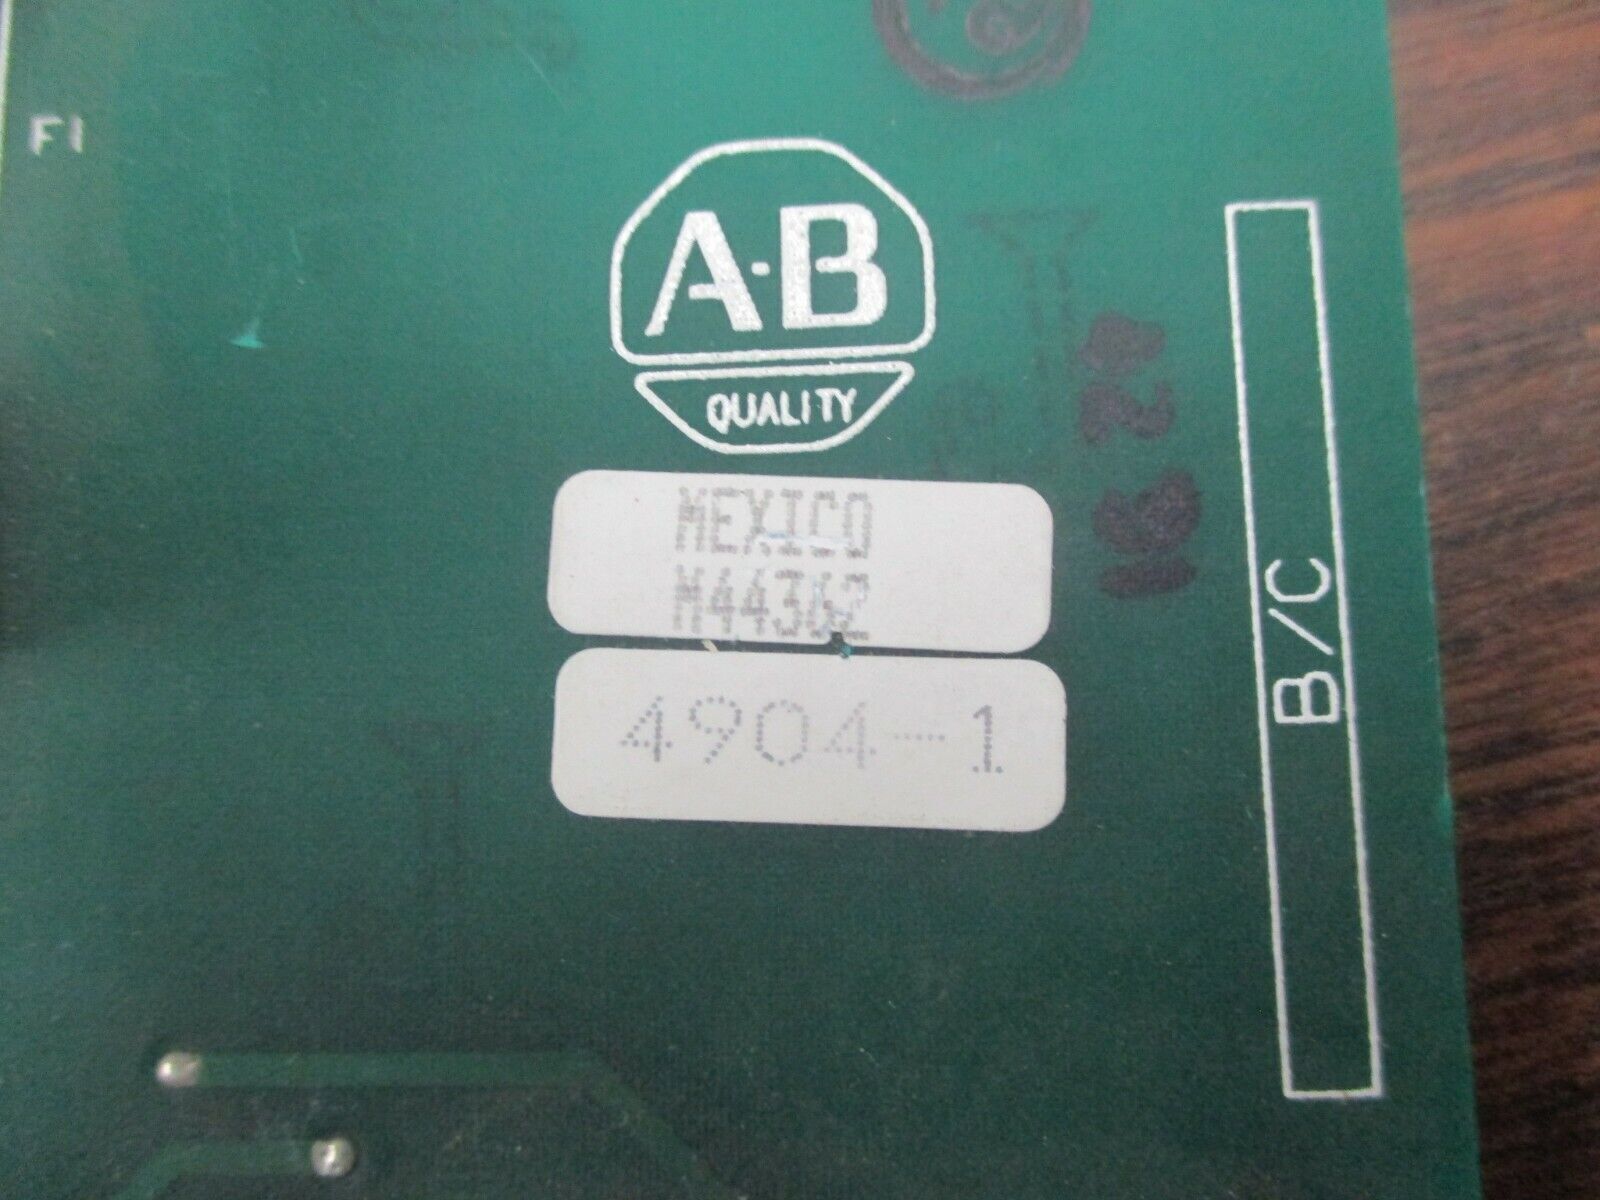 F1
A-B
QUALITY
MEXICO
M44362
4904-1
B/C